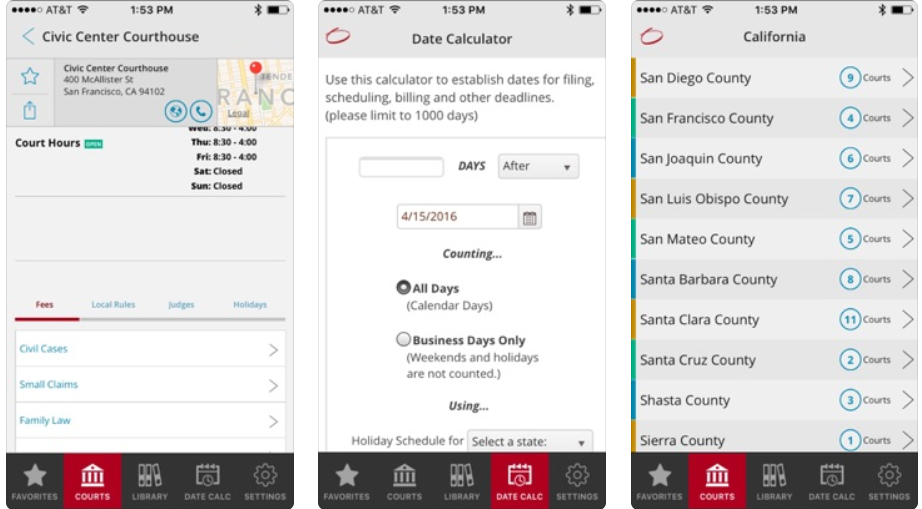 AT&T 1:53 PM
Civic Center Courthouse
Civic Center Courthouse
400 McAllister St
San Francisco, CA 94102
Legal
Court Hours OPEN
Wed: 8:30 - 4:00
Thu: 8:30 - 4:00
Fri: 8:30 - 4:00
Sat: Closed
Sun: Closed
Fees Local Rules Judges Holidays
Civil Cases
Small Claims
Family Law
FAVORITES COURTS LIBRARY DATE CALC SETTINGS
AT&T 1:53 PM
Date Calculator
Use this calculator to establish dates for filing,
scheduling, billing and other deadlines.
(please limit to 1000 days)
DAYS After
4/15/2016
Counting...
All Days
(Calendar Days)
Business Days Only
(Weekends and holidays
are not counted.)
Using...
Holiday Schedule for Select a state:
FAVORITES COURTS LIBRARY DATE CALC SETTINGS
AT&T 1:53 PM
California
San Diego County 9 Courts
San Francisco County 4 Courts
San Joaquin County 6 Courts
San Luis Obispo County 7 Courts
San Mateo County 5 Courts
Santa Barbara County 8 Courts
Santa Clara County 11 Courts
Santa Cruz County 2 Courts
Shasta County 3 Courts
Sierra County 1 Courts
FAVORITES COURTS LIBRARY DATE CALC SETTINGS